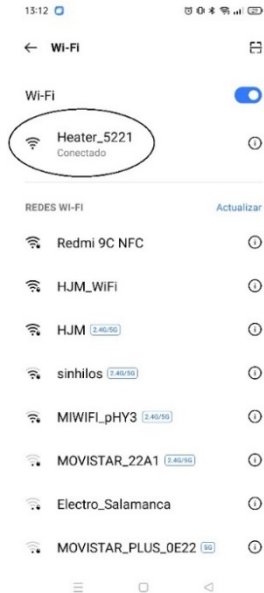 13:12
Wi-Fi
Wi-Fi
Heater_5221
Conectado
REDES WI-FI Actualizar
Redmi 9C NFC
HJM_WiFi
HJM 2.4G/5G
sinhilos 2.4G/5G
MIWIFI_pHY3 2.4G/5G
MOVISTAR_22A1 2.4G/5G
Electro_Salamanca
MOVISTAR_PLUS_0E22 5G